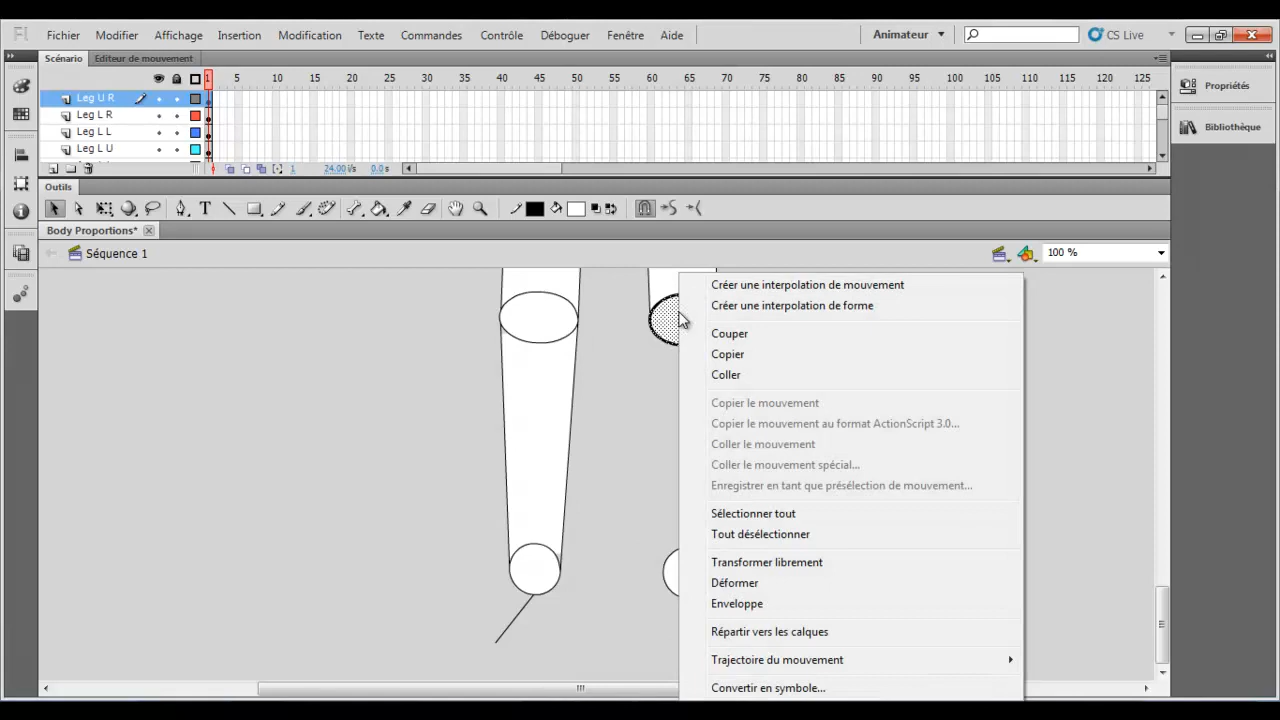 Fl Fichier Modifier Affichage Insertion Modification Texte Commandes Contrôle Déboguer Fenêtre Aide Animateur CS Live
Scénario Editeur de mouvement
1 5 10 15 20 25 30 35 40 45 50 55 60 65 70 75 80 85 90 95 100 105 110 115 120 125
Leg U R
Leg L R
Leg L L
Leg L U
1 24.00 i/s 0.0 s
Propriétés
Bibliothèque
Outils
Body Proportions*
Séquence 1 100 %
Créer une interpolation de mouvement
Créer une interpolation de forme
Couper
Copier
Coller
Copier le mouvement
Copier le mouvement au format ActionScript 3.0...
Coller le mouvement
Coller le mouvement spécial...
Enregistrer en tant que présélection de mouvement...
Sélectionner tout
Tout désélectionner
Transformer librement
Déformer
Enveloppe
Répartir vers les calques
Trajectoire du mouvement
Convertir en symbole...